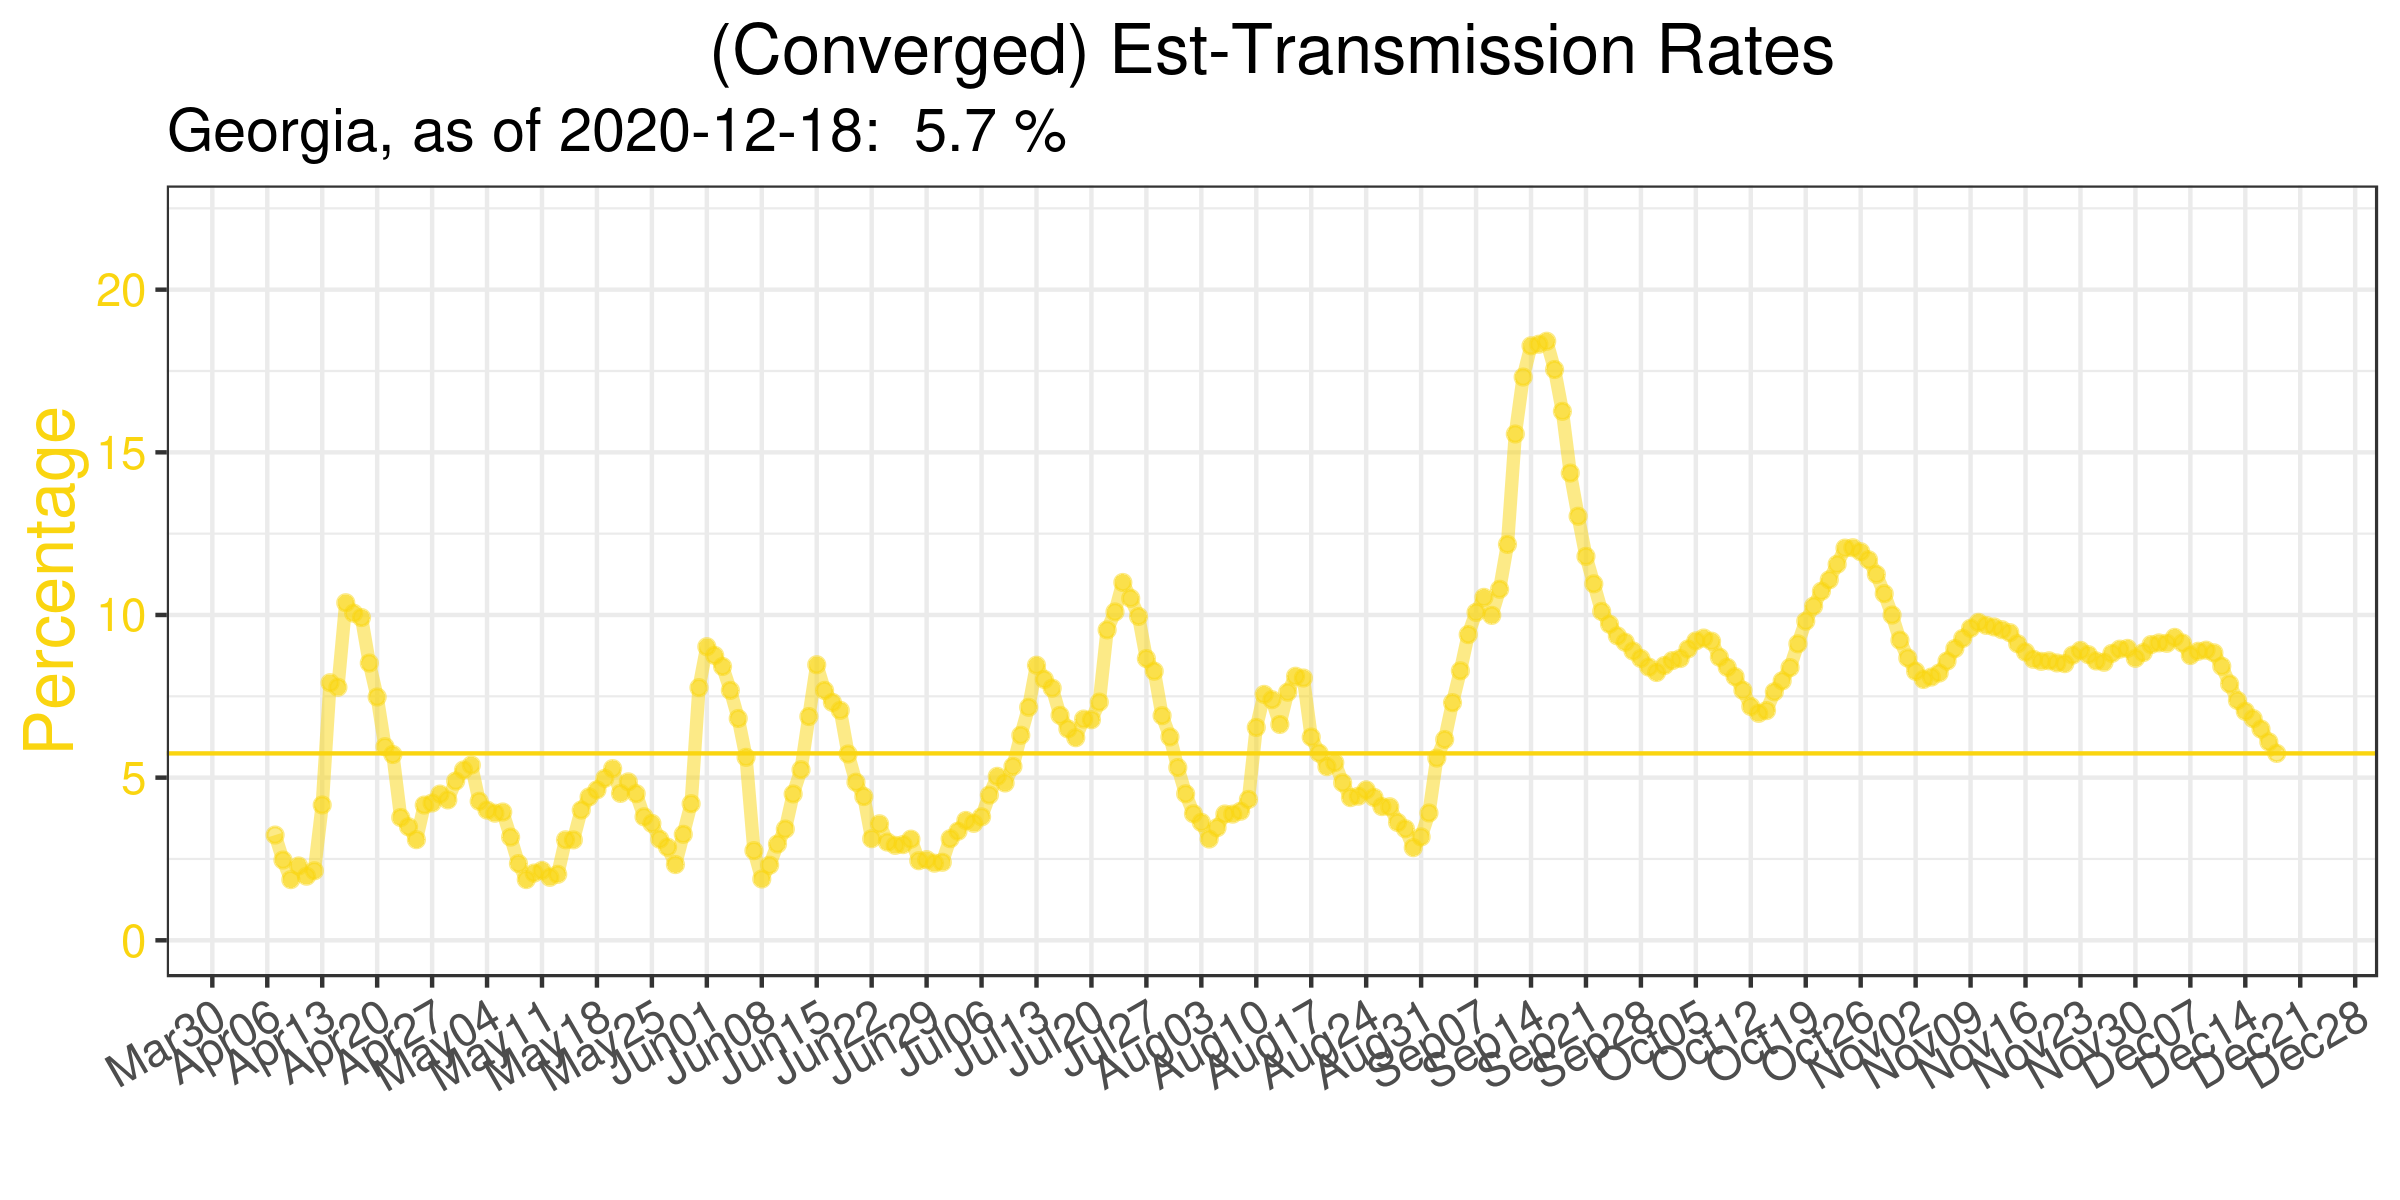 (Converged) Est-Transmission Rates
Georgia, as of 2020-12-18:  5.7 %
Percentage
20
15
10
5
0
Mar30
Apr06
Apr13
Apr20
Apr27
May04
May11
May18
May25
Jun01
Jun08
Jun15
Jun22
Jun29
Jul06
Jul13
Jul20
Jul27
Aug03
Aug10
Aug17
Aug24
Aug31
Sep07
Sep14
Sep21
Sep28
Oct05
Oct12
Oct19
Oct26
Nov02
Nov09
Nov16
Nov23
Nov30
Dec07
Dec14
Dec21
Dec28